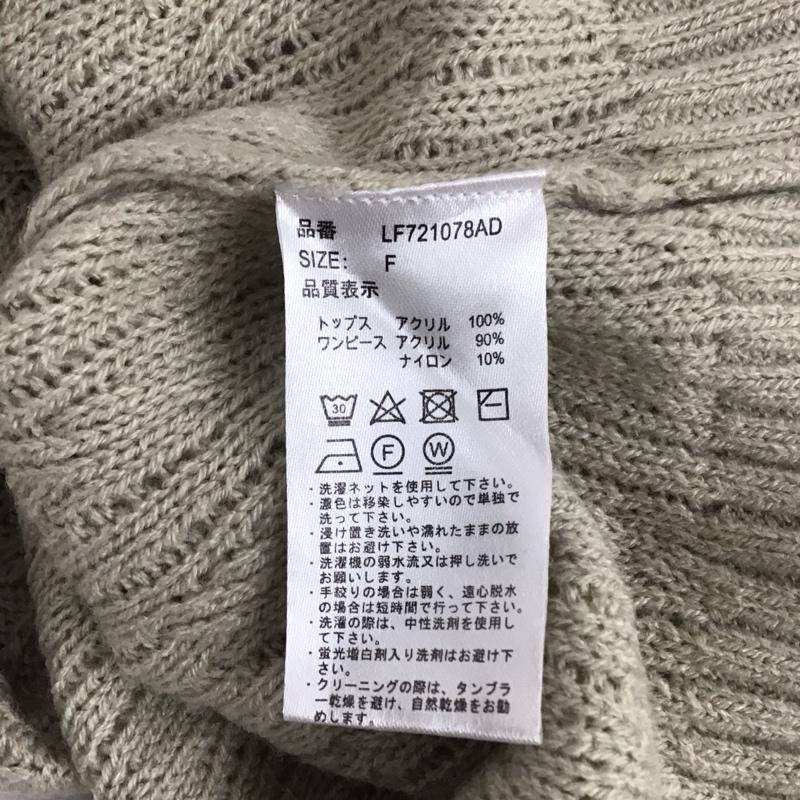 品番 LF721078AD
SIZE: F
品質表示
トップス アクリル 100%
ワンピース アクリル 90%
ナイロン 10%
30
F W
・洗濯ネットを使用して下さい。
・濃色は移染しやすいので単独で
洗って下さい。
・浸け置き洗いや濡れたままの放
置はお避け下さい。
・洗濯機の弱水流又は押し洗いで
お願いします。
・手絞りの場合は弱く、遠心脱水
の場合は短時間で行って下さい。
・洗濯の際は、中性洗剤を使用し
て下さい。
・蛍光増白剤入り洗剤はお避け下
さい。
・クリーニングの際は、タンブラ
ー乾燥を避け、自然乾燥をお勧
めします。